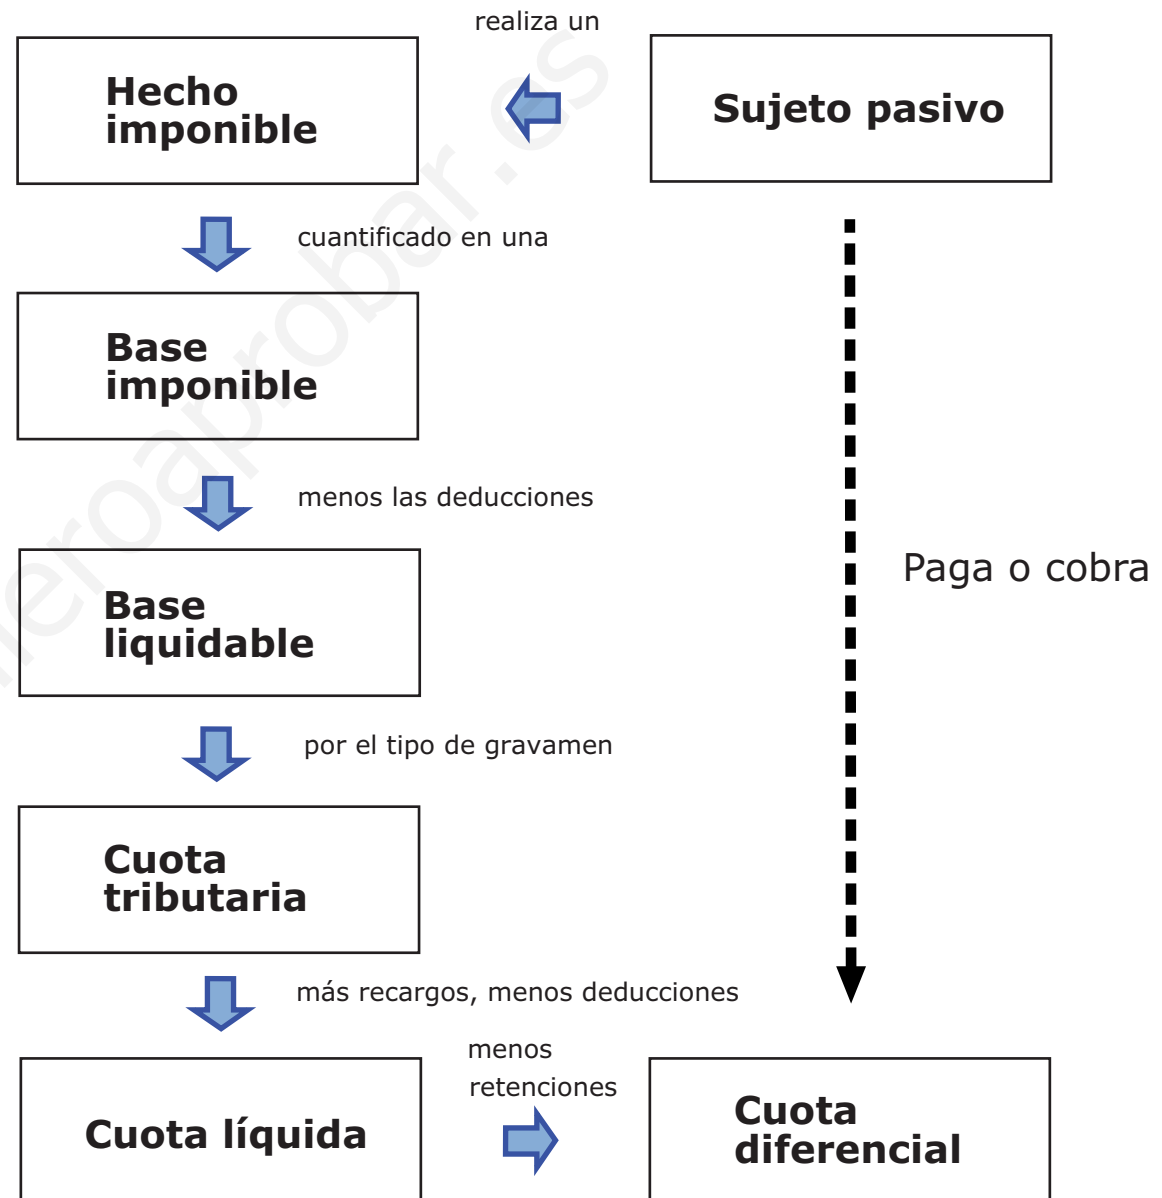 realiza un
Hecho
imponible
Sujeto pasivo
cuantificado en una
Base
imponible
menos las deducciones
Base
liquidable
Paga o cobra
por el tipo de gravamen
Cuota
tributaria
más recargos, menos deducciones
menos
retenciones
Cuota líquida
Cuota
diferencial